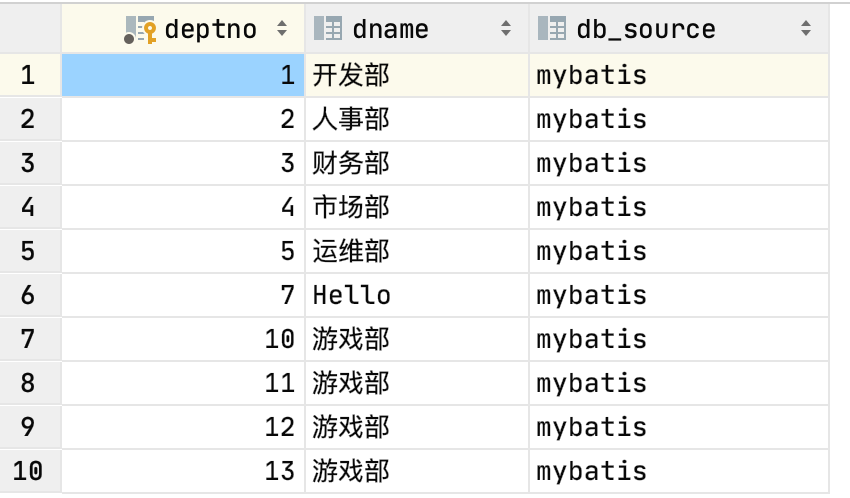 deptno dname db_source
1 1 开发部 mybatis
2 2 人事部 mybatis
3 3 财务部 mybatis
4 4 市场部 mybatis
5 5 运维部 mybatis
6 7 Hello mybatis
7 10 游戏部 mybatis
8 11 游戏部 mybatis
9 12 游戏部 mybatis
10 13 游戏部 mybatis